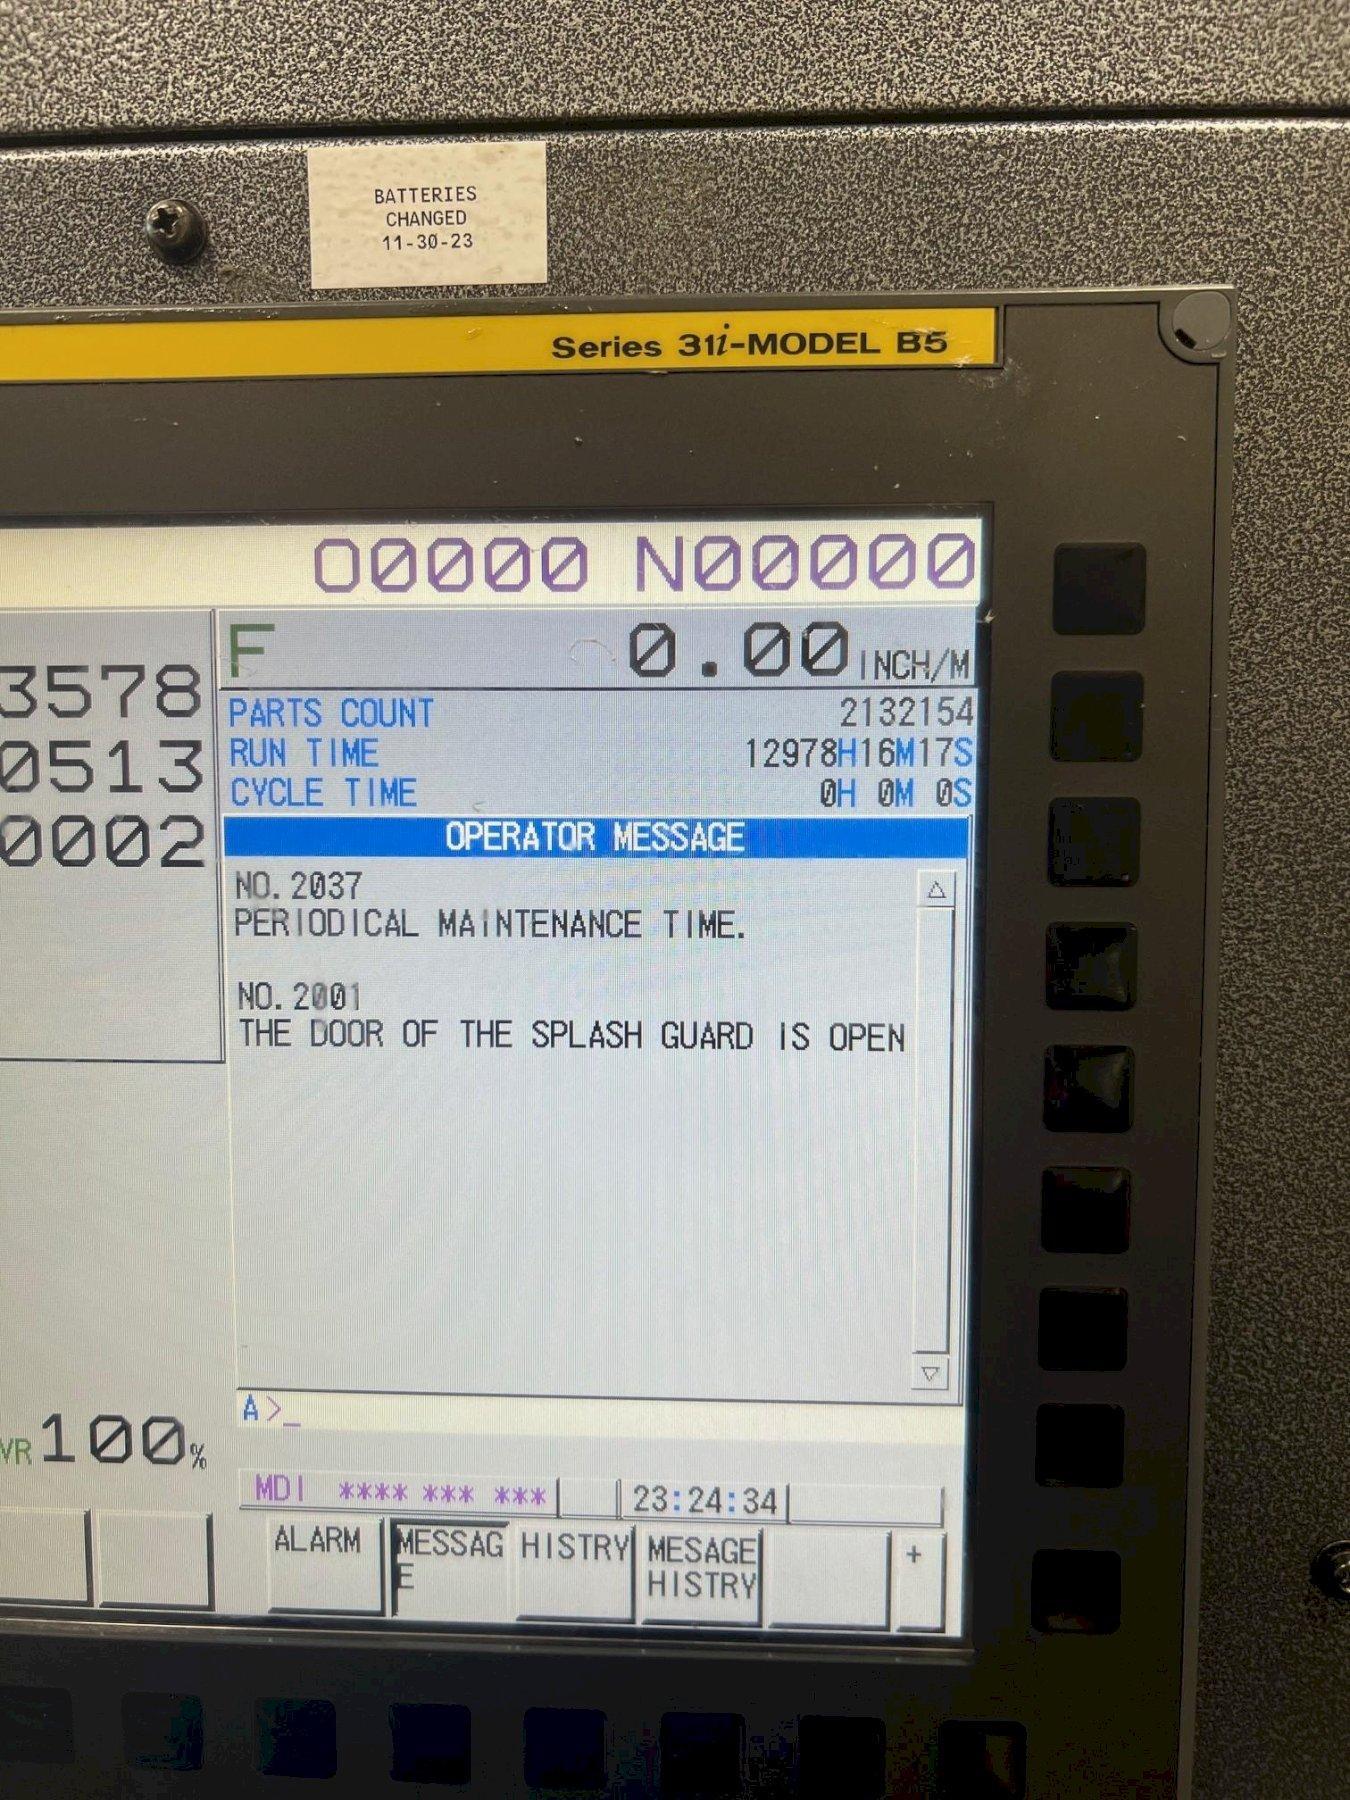 BATTERIES
CHANGED
11-30-23
Series 31i-MODEL B5
O0000 N00000
F 0.00 INCH/M
3578
0513
0002
PARTS COUNT 2132154
RUN TIME 12978H16M17S
CYCLE TIME 0H 0M 0S
OPERATOR MESSAGE
NO.2037
PERIODICAL MAINTENANCE TIME.
NO.2001
THE DOOR OF THE SPLASH GUARD IS OPEN
A>_
VR 100%
MDI **** *** *** 23:24:34
ALARM MESSAG HISTRY MESAGE +
E HISTRY